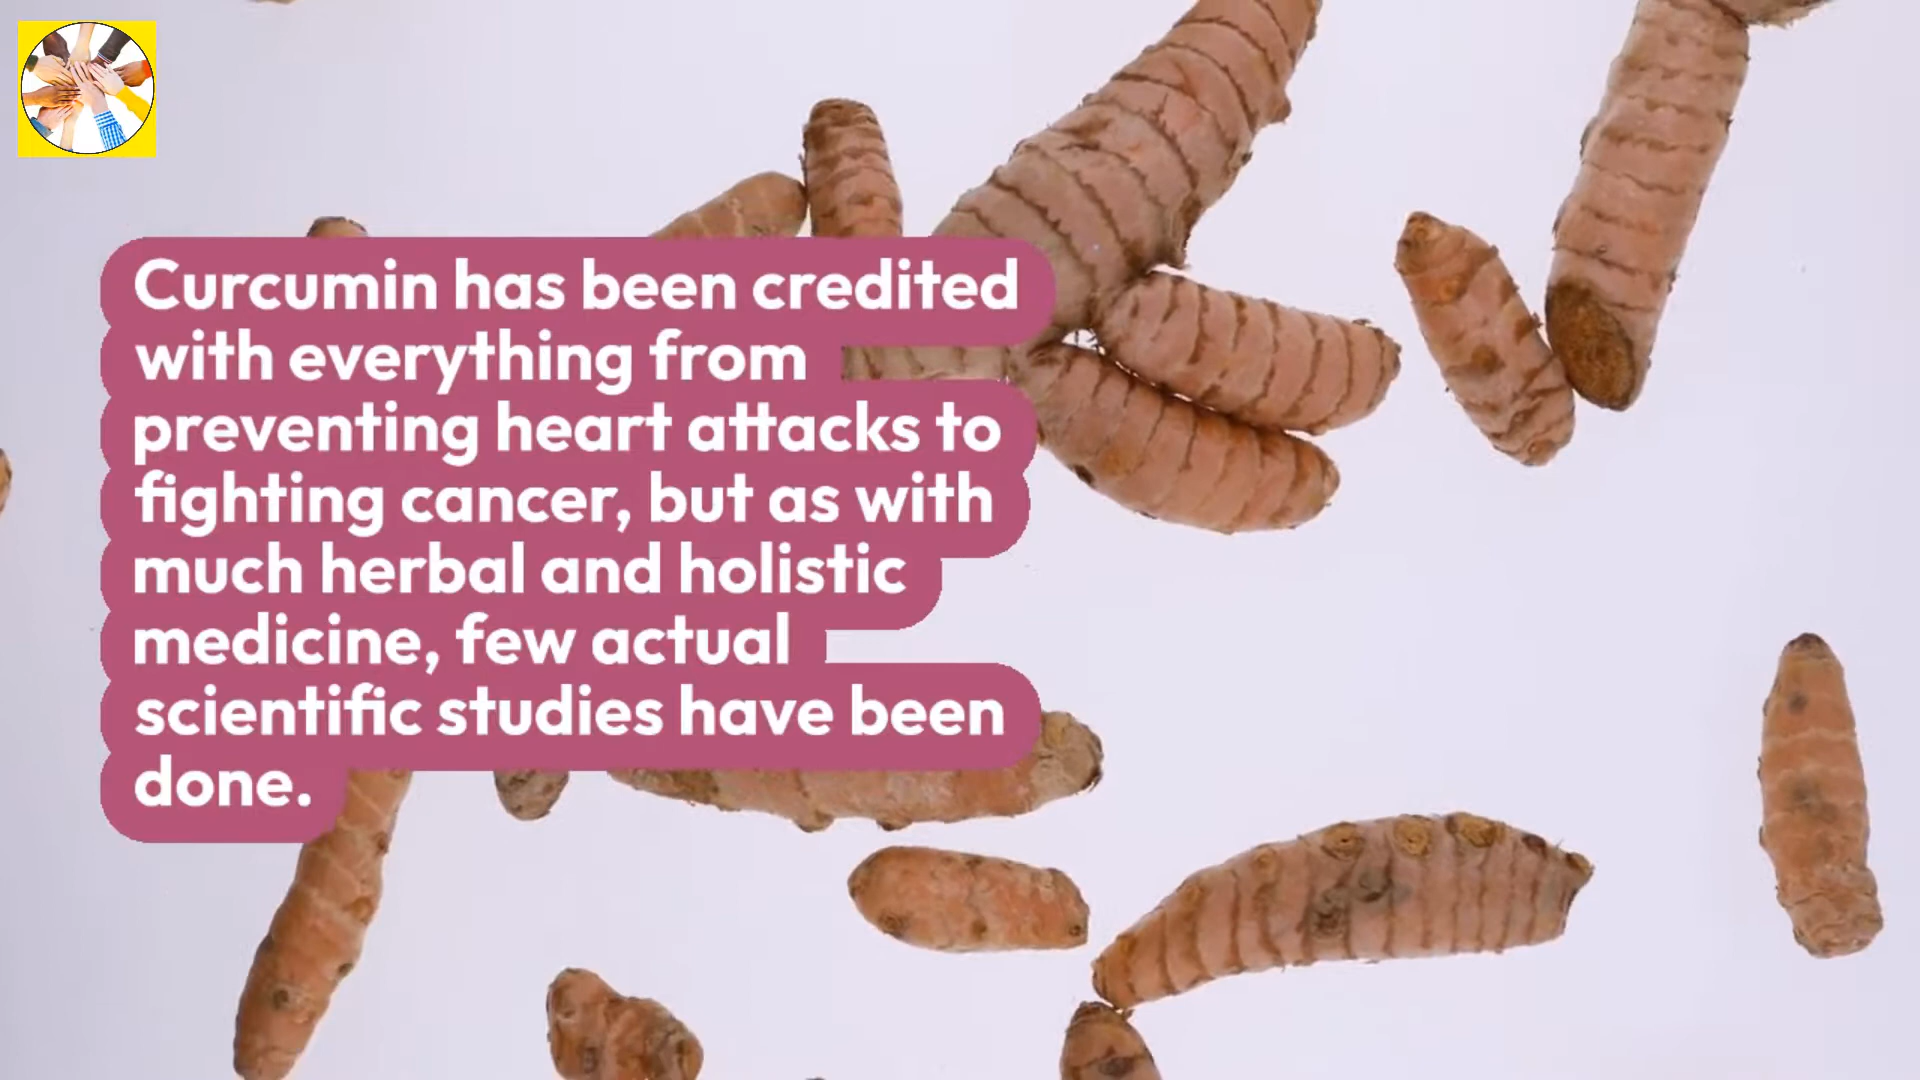 Curcumin has been credited
with everything from
preventing heart attacks to
fighting cancer, but as with
much herbal and holistic
medicine, few actual
scientific studies have been
done.